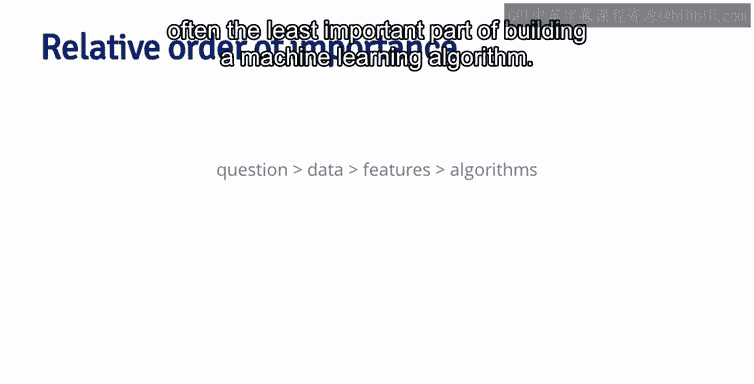 often the least important part of building
Relative order of importance
a machine learning algorithm.
question > data > features > algorithms